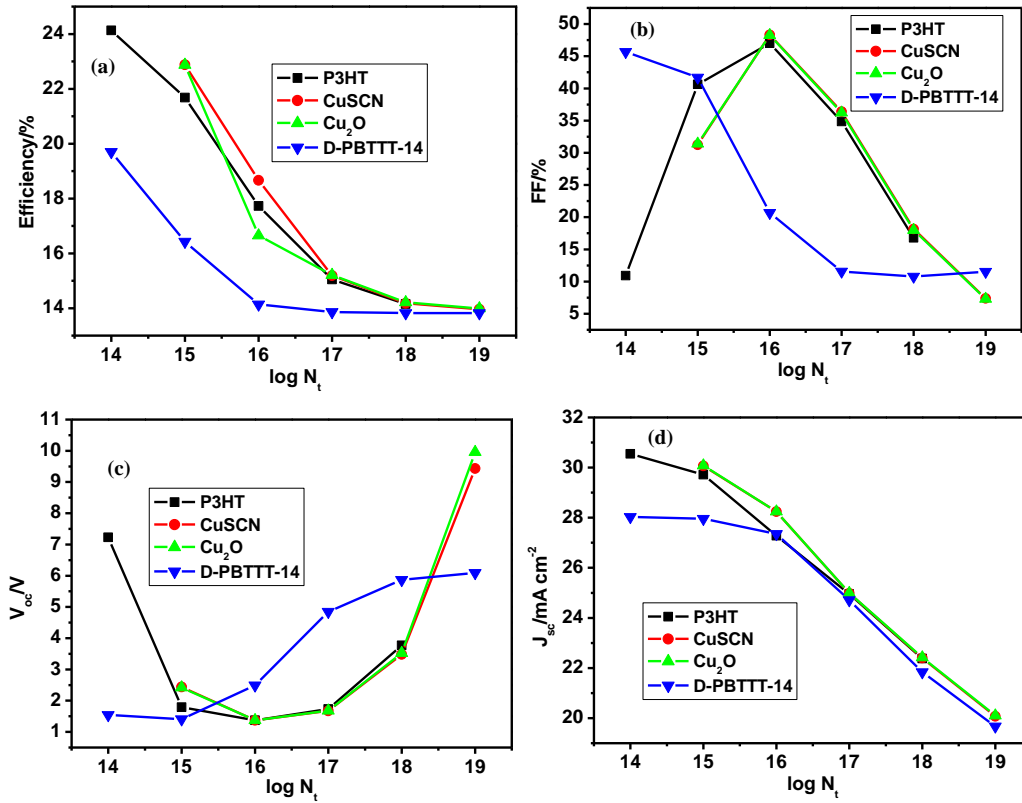 (a)
Efficiency/%
24
22
20
18
16
14
P3HT
CuSCN
Cu₂O
D-PBTTT-14
14 15 16 17 18 19
log Nₜ
(b)
FF/%
50
45
40
35
30
25
20
15
10
5
P3HT
CuSCN
Cu₂O
D-PBTTT-14
14 15 16 17 18 19
log Nₜ
(c)
Vₒc/V
11
10
9
8
7
6
5
4
3
2
1
P3HT
CuSCN
Cu₂O
D-PBTTT-14
14 15 16 17 18 19
log Nₜ
(d)
Jsc/mA cm⁻²
32
30
28
26
24
22
20
P3HT
CuSCN
Cu₂O
D-PBTTT-14
14 15 16 17 18 19
log Nₜ